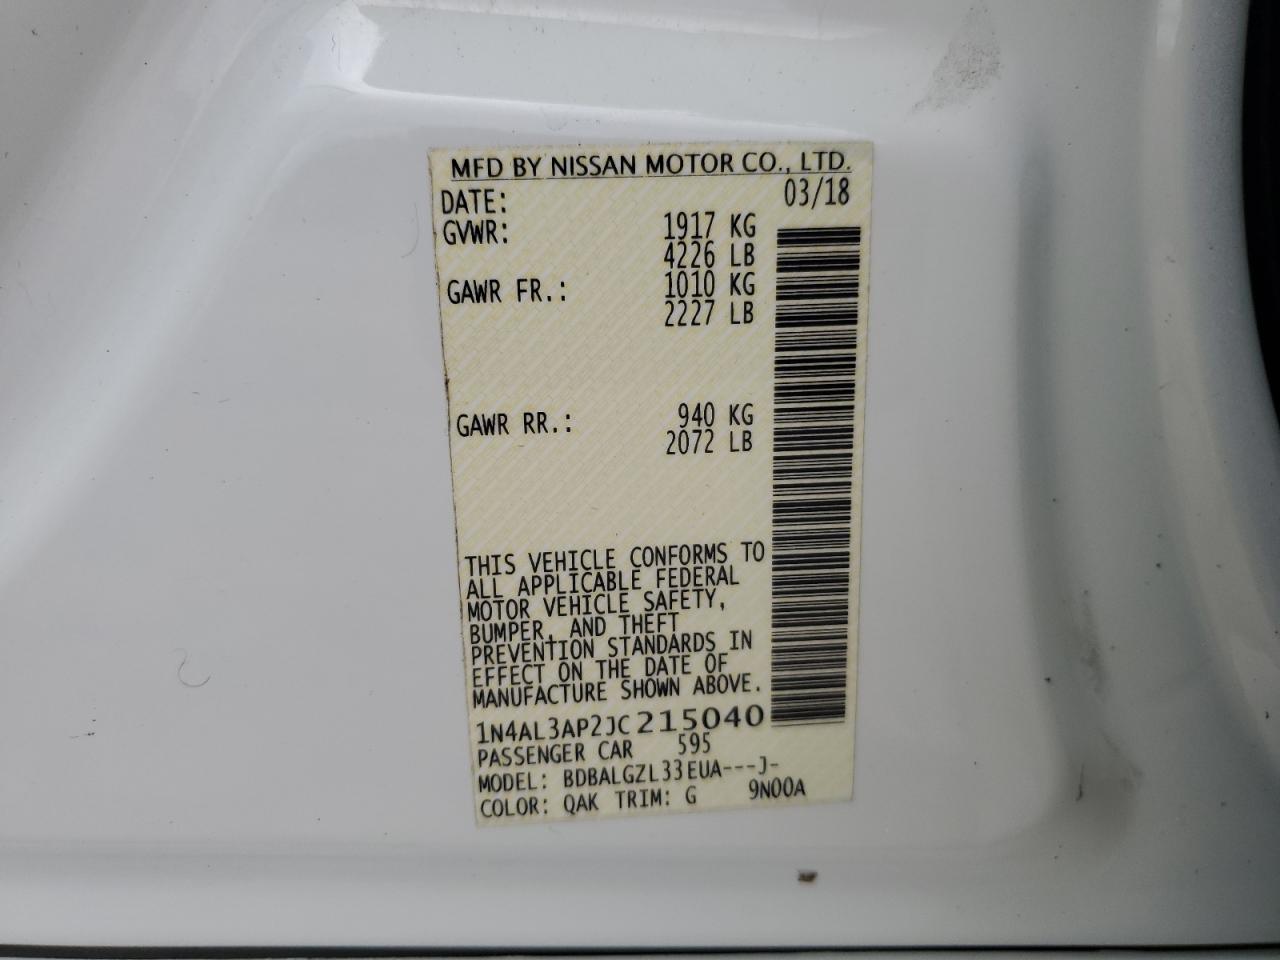 MFD BY NISSAN MOTOR CO., LTD.
DATE: 03/18
GVWR: 1917 KG
4226 LB
GAWR FR.: 1010 KG
2227 LB
GAWR RR.: 940 KG
2072 LB
THIS VEHICLE CONFORMS TO
ALL APPLICABLE FEDERAL
MOTOR VEHICLE SAFETY,
BUMPER, AND THEFT
PREVENTION STANDARDS IN
EFFECT ON THE DATE OF
MANUFACTURE SHOWN ABOVE.
1N4AL3AP2JC215040
PASSENGER CAR 595
MODEL: BDBALGZL33EUA---J-
COLOR: QAK TRIM: G 9N00A